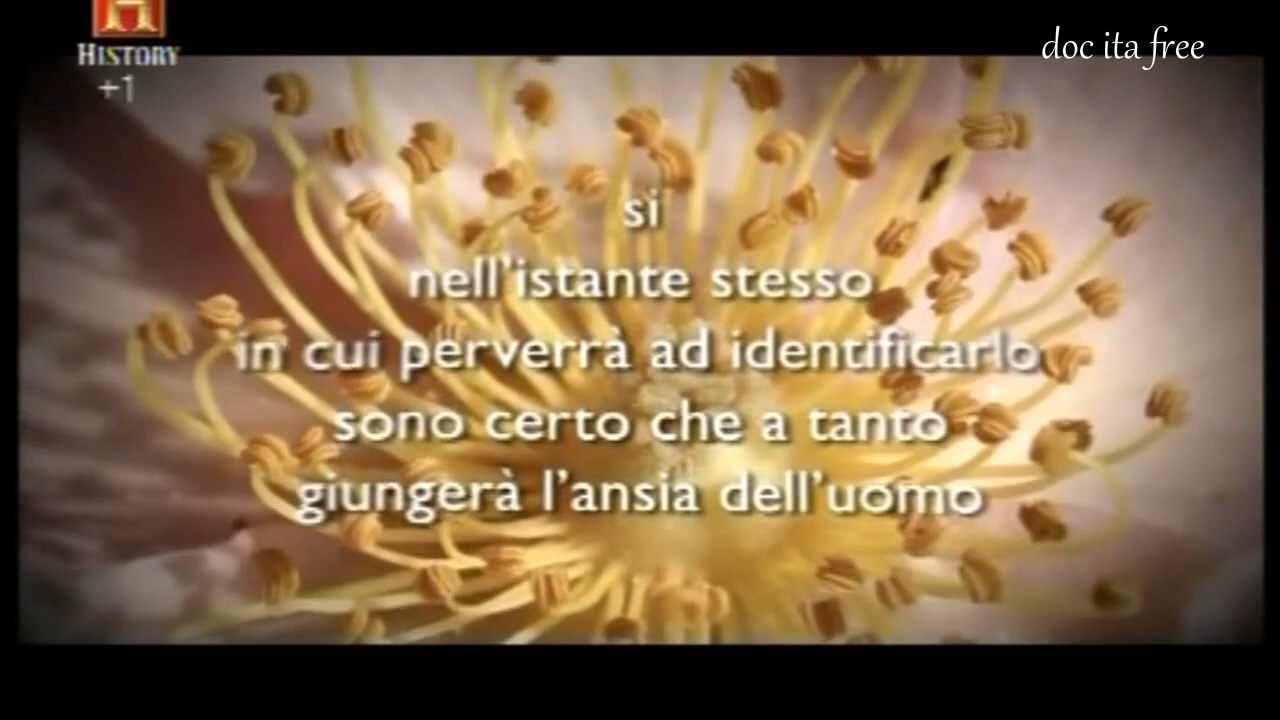 HISTORY
+1
doc ita free
si
nell'istante stesso
in cui perverrà ad identificarlo
sono certo che a tanto
giungerà l'ansia dell'uomo